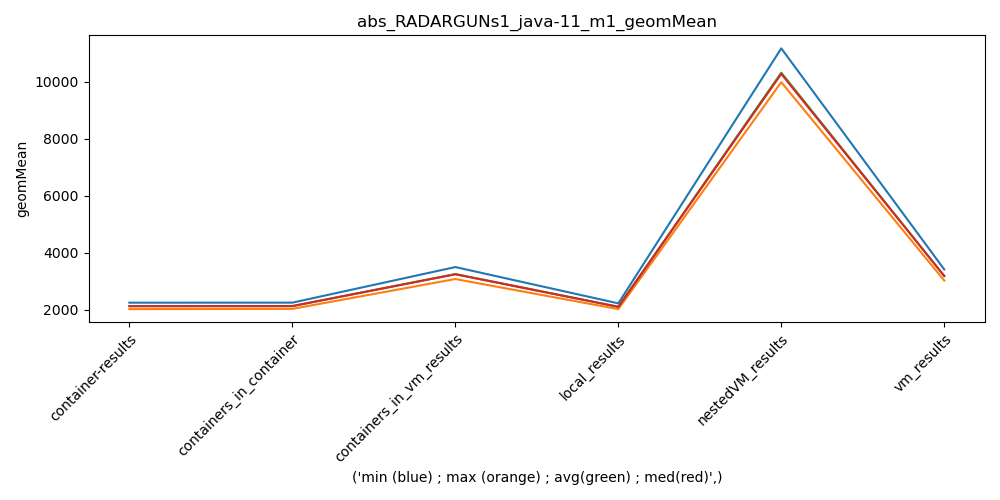 abs_RADARGUNs1_java-11_m1_geomMean
geomMean
10000
8000
6000
4000
2000
container-results
containers_in_container
containers_in_vm_results
local_results
nestedVM_results
vm_results
('min (blue) ; max (orange) ; avg(green) ; med(red)',)